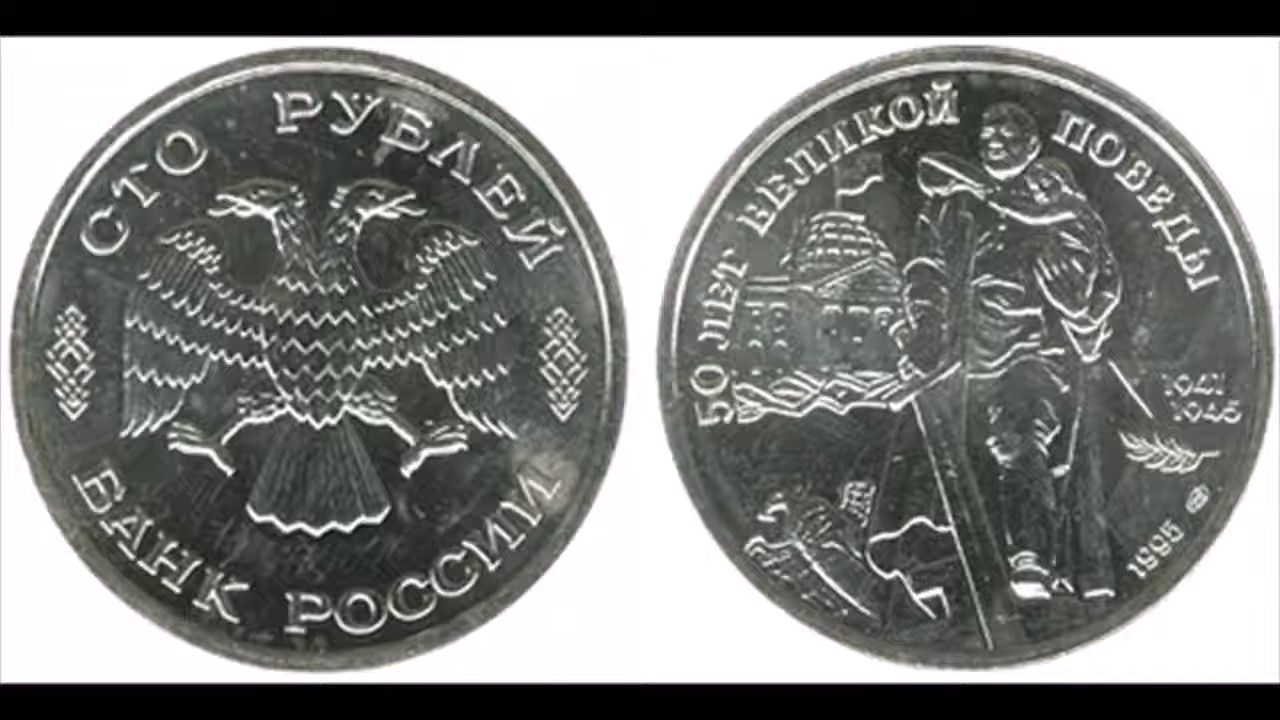 СТО РУБЛЕЙ
БАНК РОССИИ
50 ЛЕТ ВЕЛИКОЙ ПОБЕДЫ
1941
1945
1995